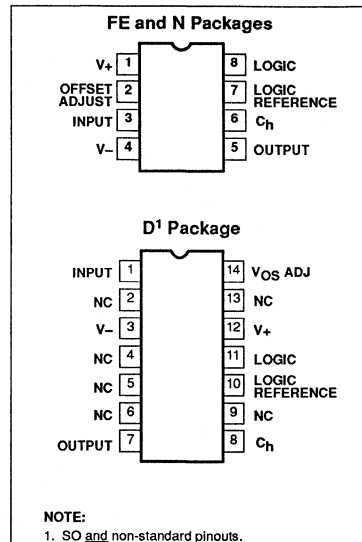 FE and N Packages
V+ 1 8 LOGIC
OFFSET ADJUST 2 7 LOGIC REFERENCE
INPUT 3 6 Ch
V– 4 5 OUTPUT
D1 Package
INPUT 1 14 VOS ADJ
NC 2 13 NC
V– 3 12 V+
NC 4 11 LOGIC
NC 5 10 LOGIC REFERENCE
NC 6 9 NC
OUTPUT 7 8 Ch
NOTE:
1. SO and non-standard pinouts.